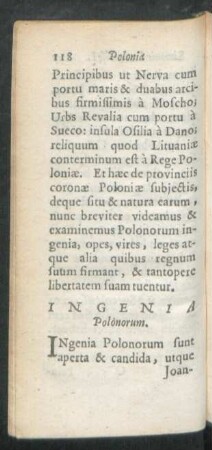 118 Polonia
Principibus ut Nerva cum
portu maris & duabus arci
bus firmissimis à Moscho,
Urbs Revalia cum portu à
Sueco: insula Osilia à Dano:
reliquum quod Lituaniæ
conterminum est à Rege Po-
loniæ. Et hæc de provinciis
coronæ Poloniæ subjectis,
deque situ & natura earum,
nunc breviter videamus &
examinemus Polonorum in-
genia, opes, vires, leges at-
que alia quibus regnum
suum firmant, & tantopere
libertatem suam tuentur.
INGENIA
Polonorum.
INgenia Polonorum sunt
aperta & candida, utque
Joan-